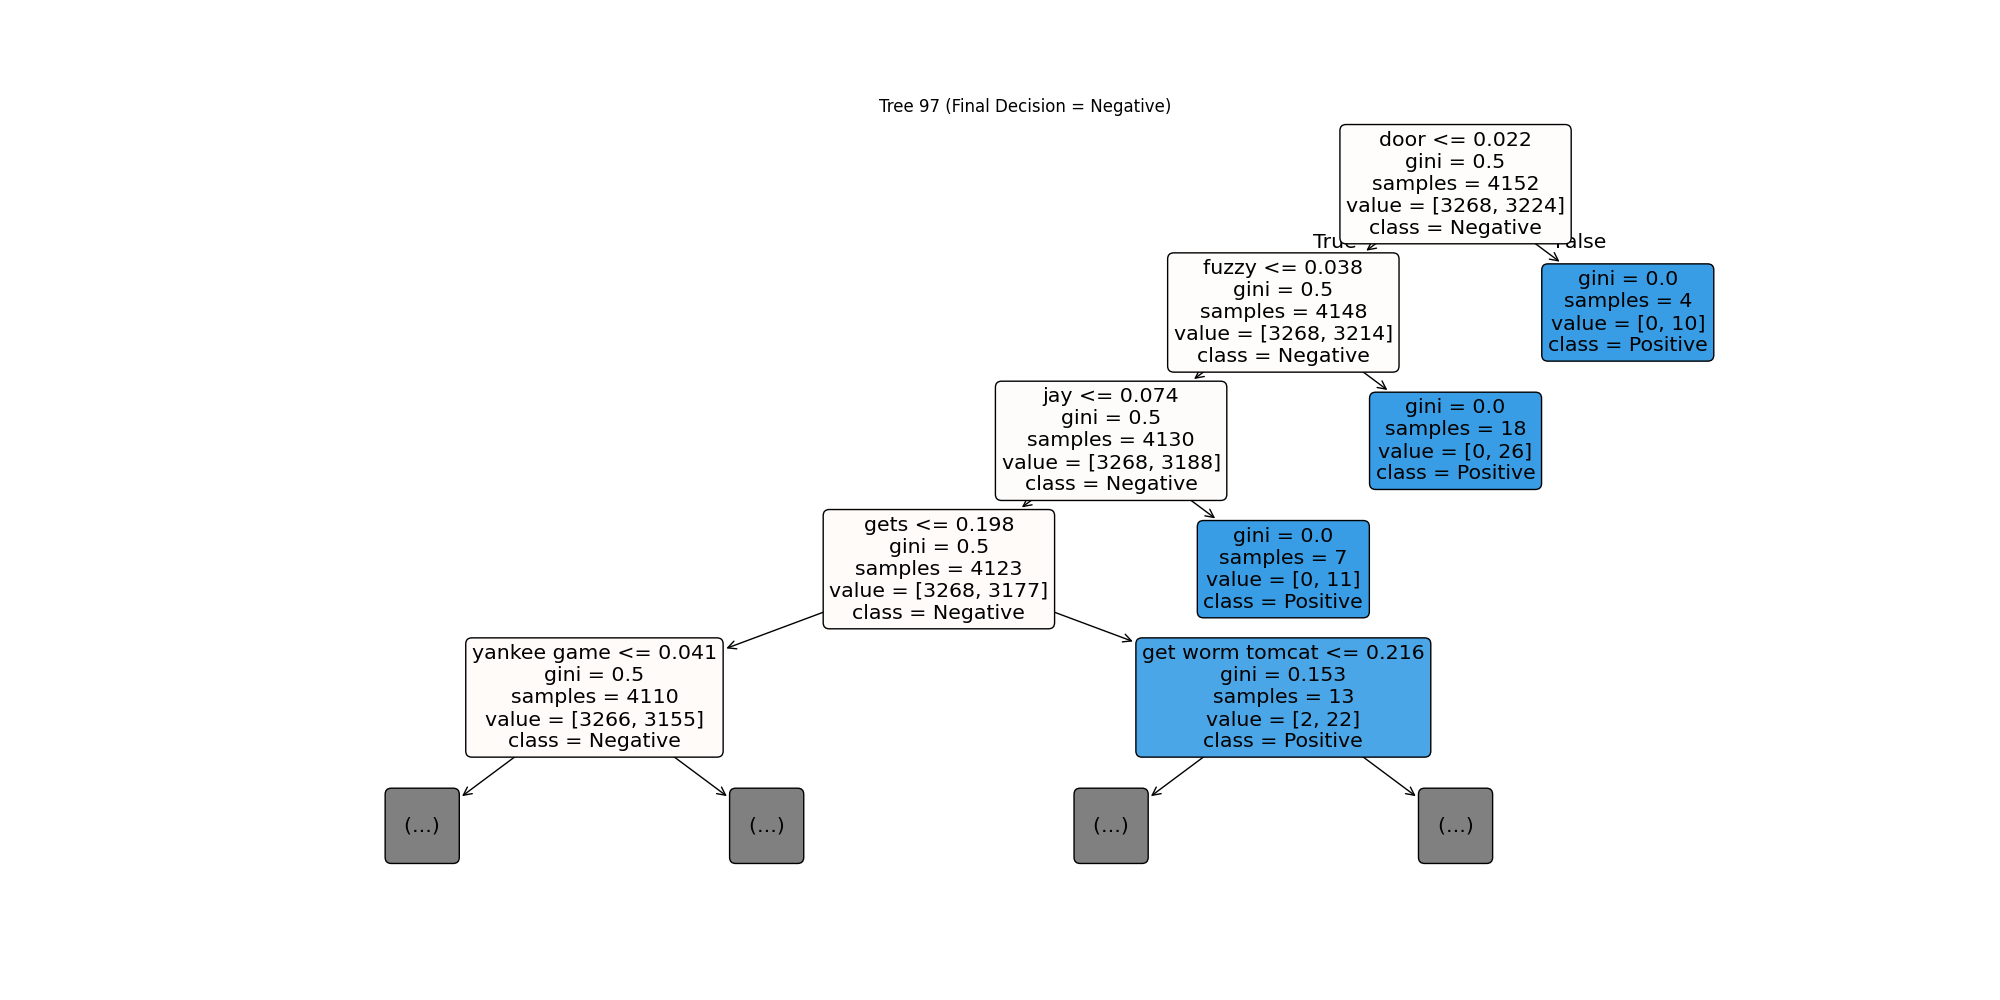 Tree 97 (Final Decision = Negative)
door <= 0.022
gini = 0.5
samples = 4152
value = [3268, 3224]
class = Negative
True
False
fuzzy <= 0.038
gini = 0.5
samples = 4148
value = [3268, 3214]
class = Negative
gini = 0.0
samples = 4
value = [0, 10]
class = Positive
jay <= 0.074
gini = 0.5
samples = 4130
value = [3268, 3188]
class = Negative
gini = 0.0
samples = 18
value = [0, 26]
class = Positive
gets <= 0.198
gini = 0.5
samples = 4123
value = [3268, 3177]
class = Negative
gini = 0.0
samples = 7
value = [0, 11]
class = Positive
yankee game <= 0.041
gini = 0.5
samples = 4110
value = [3266, 3155]
class = Negative
get worm tomcat <= 0.216
gini = 0.153
samples = 13
value = [2, 22]
class = Positive
(...)
(...)
(...)
(...)